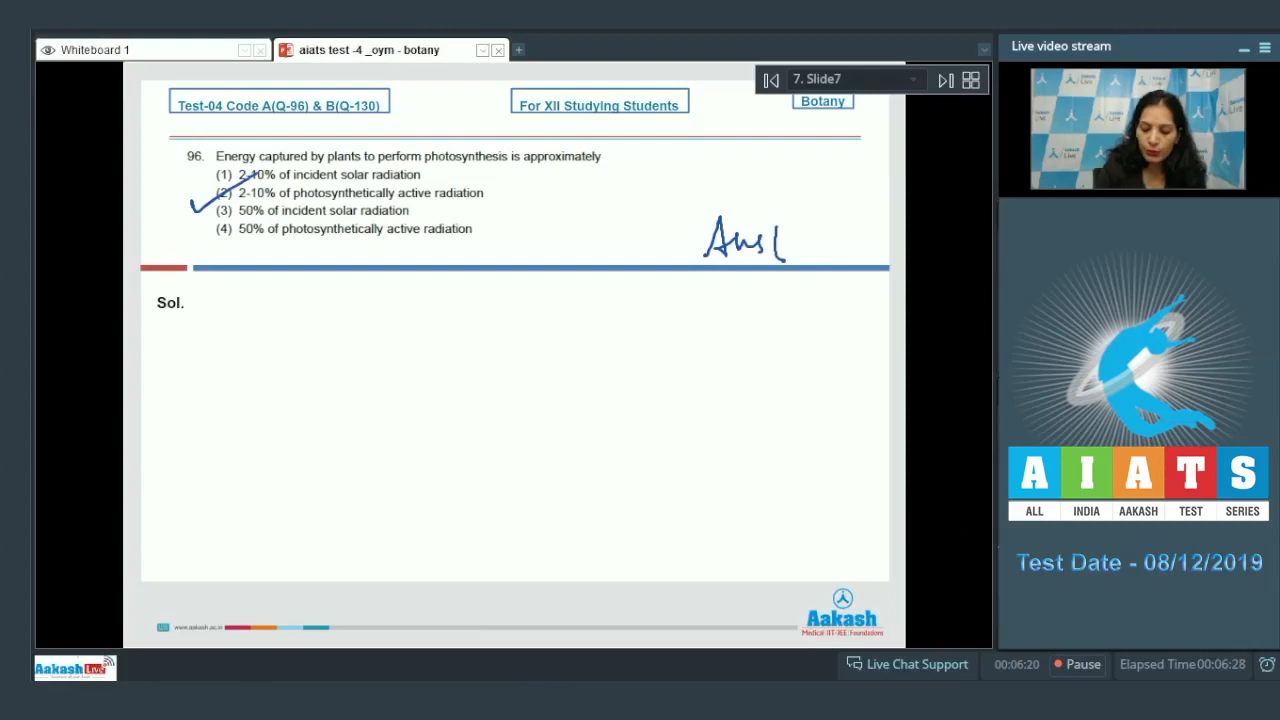 Whiteboard 1
aiats test -4 _oym - botany
Live video stream
7. Slide7
Test-04 Code A(Q-96) & B(Q-130)
For XII Studying Students
Botany
96. Energy captured by plants to perform photosynthesis is approximately
(1) 2-10% of incident solar radiation
(2) 2-10% of photosynthetically active radiation
(3) 50% of incident solar radiation
(4) 50% of photosynthetically active radiation
Ans (
Sol.
A I A T S
ALL INDIA AAKASH TEST SERIES
Test Date - 08/12/2019
www.aakash.ac.in
Aakash
Medical|IIT-JEE|Foundations
Aakash Live
Live Chat Support
00:06:20
Pause
Elapsed Time 00:06:28